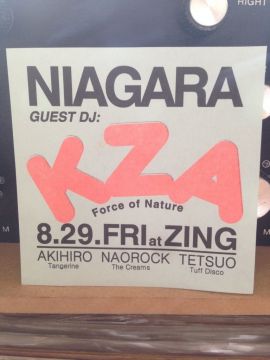 RIGHT
NIAGARA
GUEST DJ:
KZA
Force of Nature
8.29.FRI at ZING
AKIHIRO NAOROCK TETSUO
Tangerine The Creams Tuff Disco
M